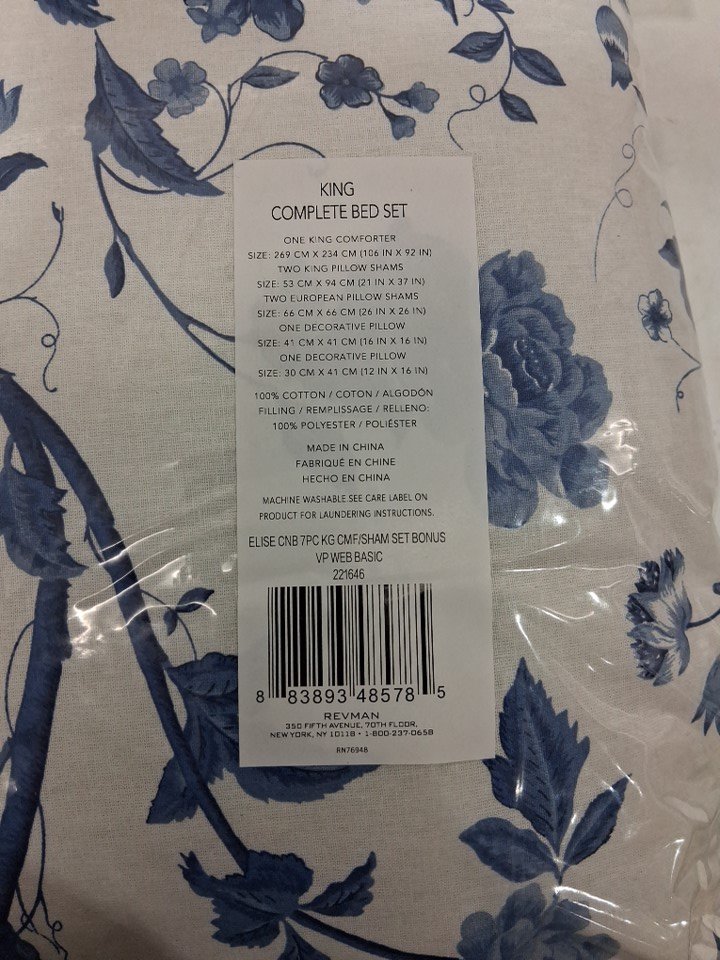 KING
COMPLETE BED SET
ONE KING COMFORTER
SIZE: 269 CM X 234 CM (106 IN X 92 IN)
TWO KING PILLOW SHAMS
SIZE: 53 CM X 94 CM (21 IN X 37 IN)
TWO EUROPEAN PILLOW SHAMS
SIZE: 66 CM X 66 CM (26 IN X 26 IN)
ONE DECORATIVE PILLOW
SIZE: 41 CM X 41 CM (16 IN X 16 IN)
ONE DECORATIVE PILLOW
SIZE: 30 CM X 41 CM (12 IN X 16 IN)
100% COTTON / COTON / ALGODÓN
FILLING / REMPLISSAGE / RELLENO:
100% POLYESTER / POLIÉSTER
MADE IN CHINA
FABRIQUÉ EN CHINE
HECHO EN CHINA
MACHINE WASHABLE SEE CARE LABEL ON
PRODUCT FOR LAUNDERING INSTRUCTIONS.
ELISE CNB 7PC KG CMF/SHAM SET BONUS
VP WEB BASIC
221646
8 83893 48578 5
REVMAN
350 FIFTH AVENUE, 70TH FLOOR,
NEW YORK, NY 10118 • 1-800-237-0658
RN76948